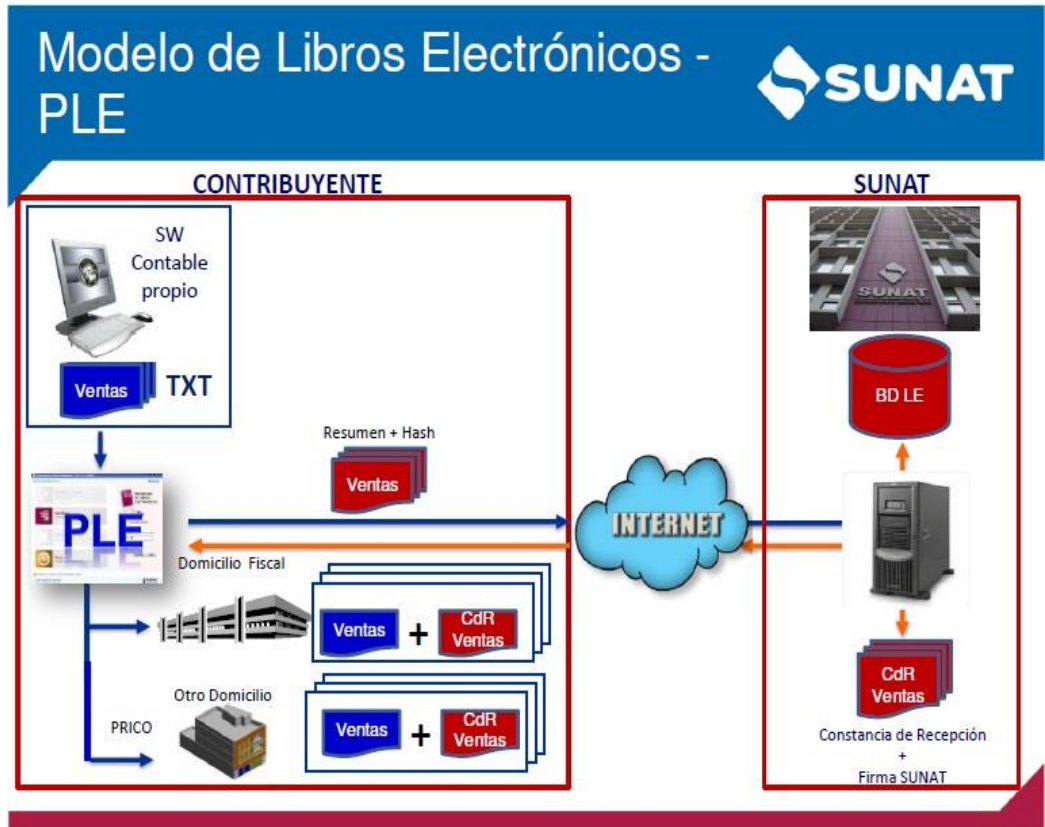 Modelo de Libros Electrónicos -
PLE
SUNAT
CONTRIBUYENTE
SUNAT
SW
Contable
propio
Ventas
TXT
SUNAT
BD LE
Resumen + Hash
Ventas
PLE
INTERNET
Domicilio Fiscal
Ventas
+
CdR
Ventas
Otro Domicilio
PRICO
Ventas
+
CdR
Ventas
CdR
Ventas
Constancia de Recepción
+
Firma SUNAT